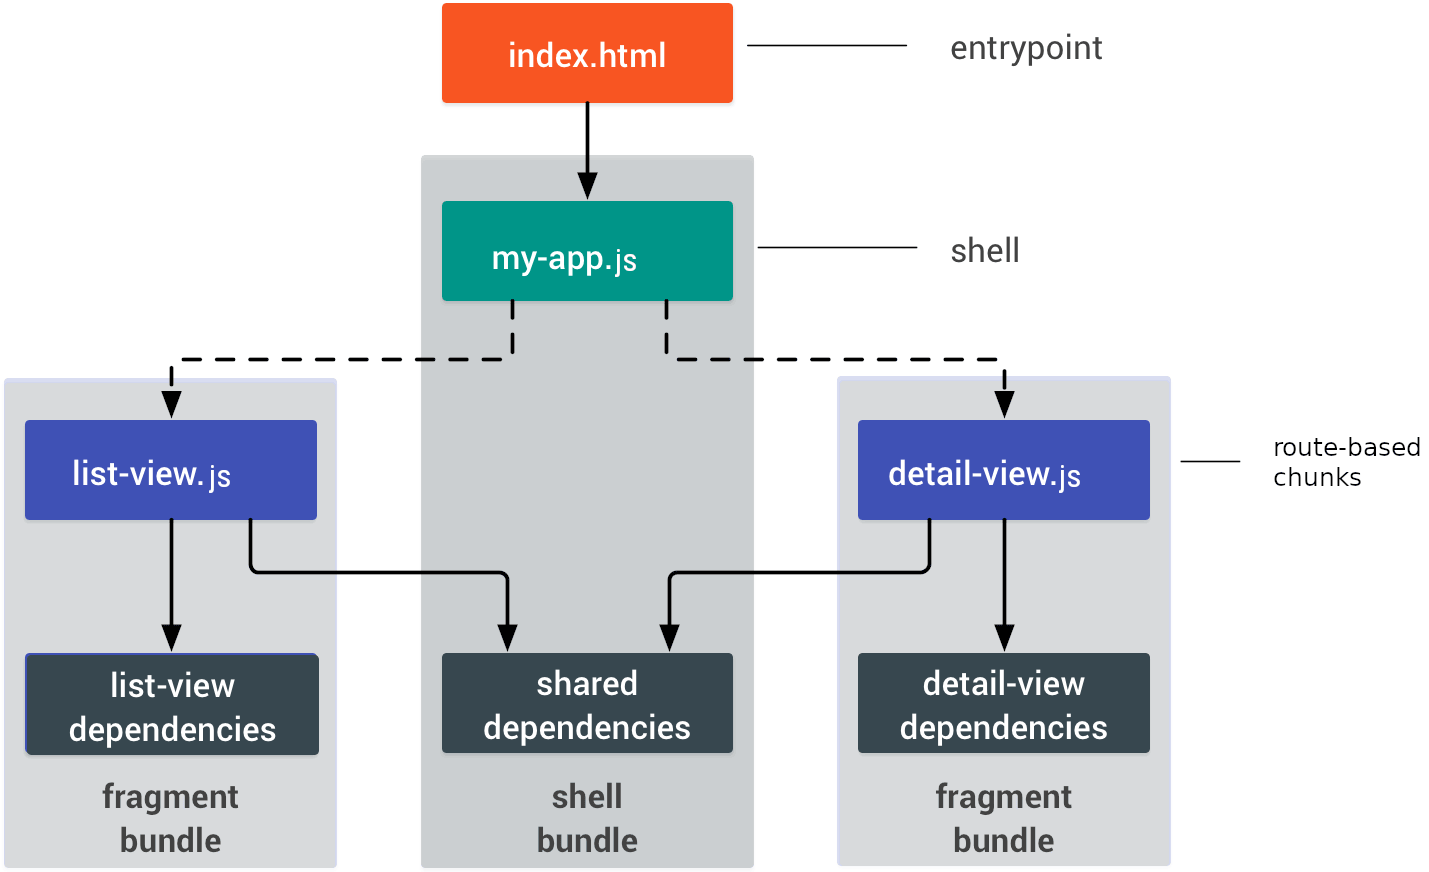 index.html
entrypoint
my-app.js
shell
list-view.js
detail-view.js
route-based
chunks
list-view
dependencies
shared
dependencies
detail-view
dependencies
fragment
bundle
shell
bundle
fragment
bundle